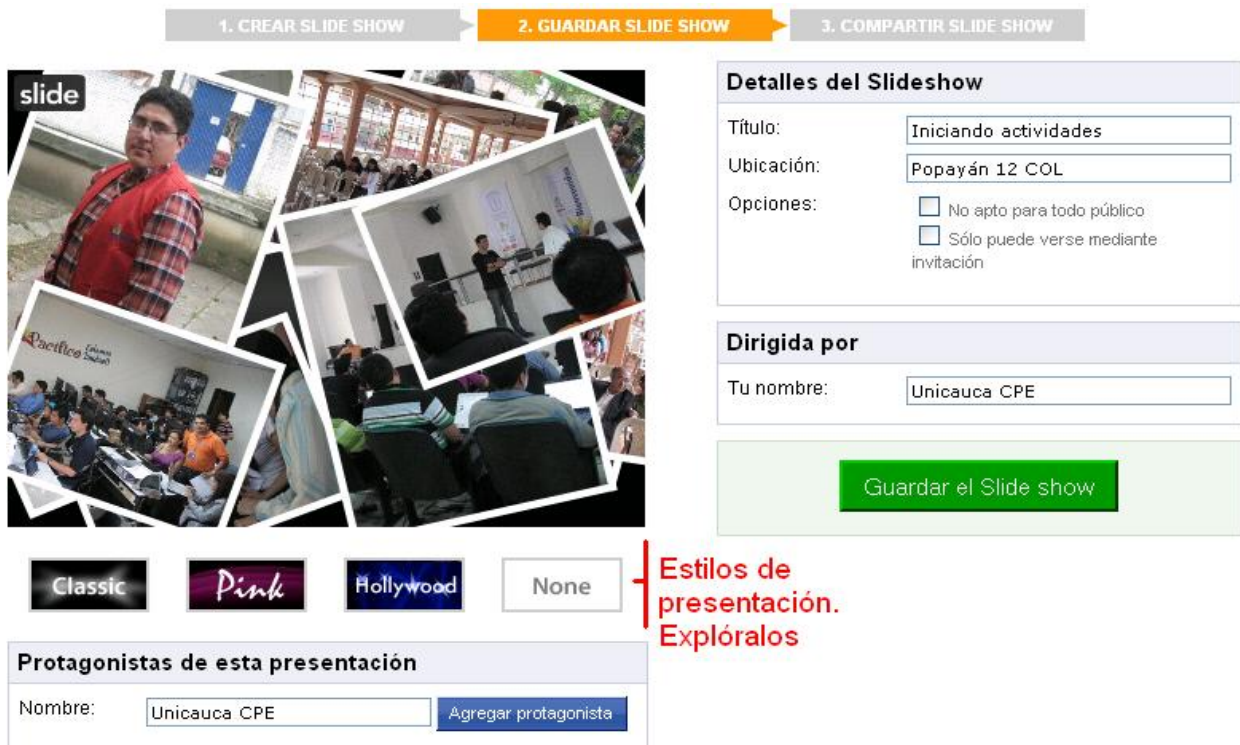 1. CREAR SLIDE SHOW
2. GUARDAR SLIDE SHOW
3. COMPARTIR SLIDE SHOW
slide
Pacífico
Detalles del Slideshow
Título:
Iniciando actividades
Ubicación:
Popayán 12 COL
Opciones:
No apto para todo público
Sólo puede verse mediante
invitación
Dirigida por
Tu nombre:
Unicauca CPE
Guardar el Slide show
Classic
Pink
Hollywood
None
Estilos de
presentación.
Explóralos
Protagonistas de esta presentación
Nombre:
Unicauca CPE
Agregar protagonista